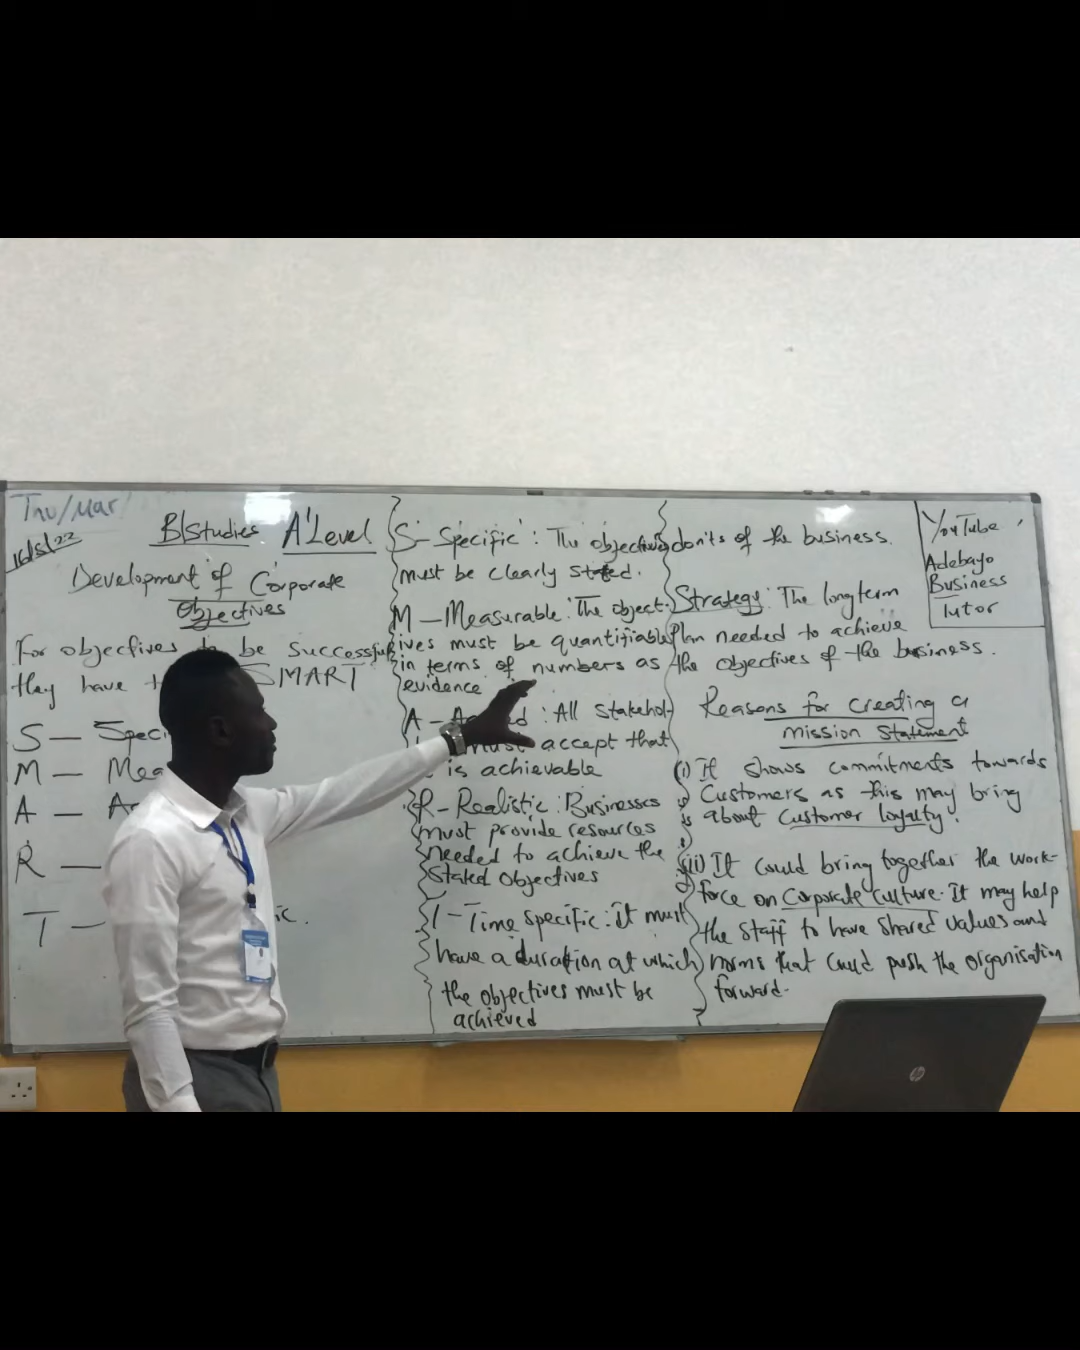 Thu/Mar
16/5/22
B/Studies A'Level
Development of Corporate
Objectives
For objectives to be successful
they have SMART
S — Speci
M — Mea
A — A
R —
T — ic.
S- Specific: The objectives
must be clearly stated.
M — Measurable: The object-
ives must be quantifiable
in terms of numbers as
evidence
A - Agreed: All stakehol-
must accept that
is achievable
R- Realistic: Businesses
must provide resources
needed to achieve the
Stated objectives
T - Time specific: it must
have a duration at which
the objectives must be
achieved
don'ts of the business.
Strategy: The longterm
Plan needed to achieve
the objectives of the business.
Reasons for creating a
mission statement
(i) It shows commitments towards
Customers as this may bring
about Customer loyalty.
(ii) It could bring together the work-
force on Corporate Culture. It may help
the staff to have shared values and
norms that could push the organisation
forward.
YouTube
Adebayo
Business
Tutor
hp